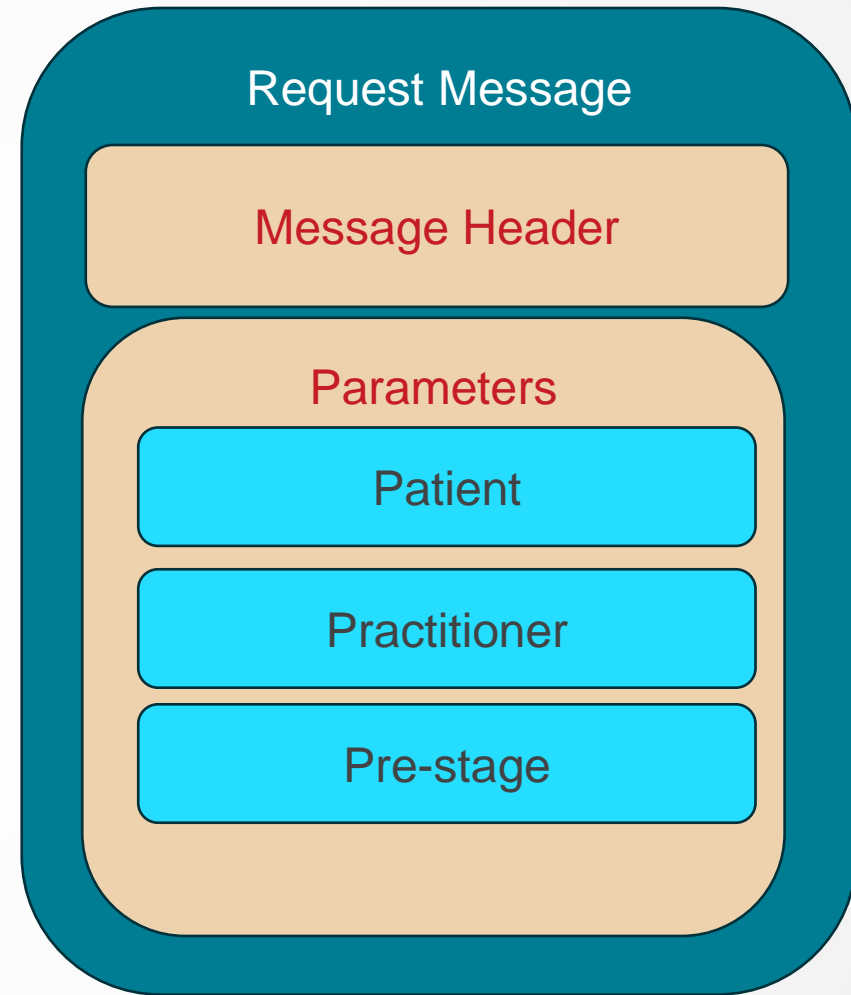 Request Message
Message Header
Parameters
Patient
Practitioner
Pre-stage